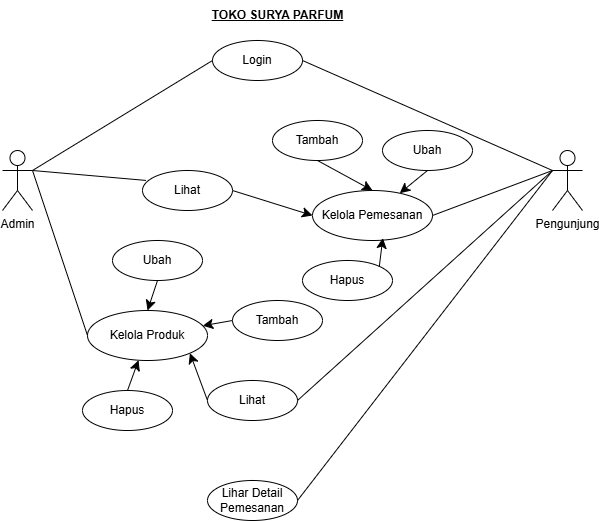 TOKO SURYA PARFUM
Login
Tambah
Ubah
Admin
Lihat
Kelola Pemesanan
Pengunjung
Ubah
Hapus
Kelola Produk
Tambah
Hapus
Lihat
Lihar Detail
Pemesanan